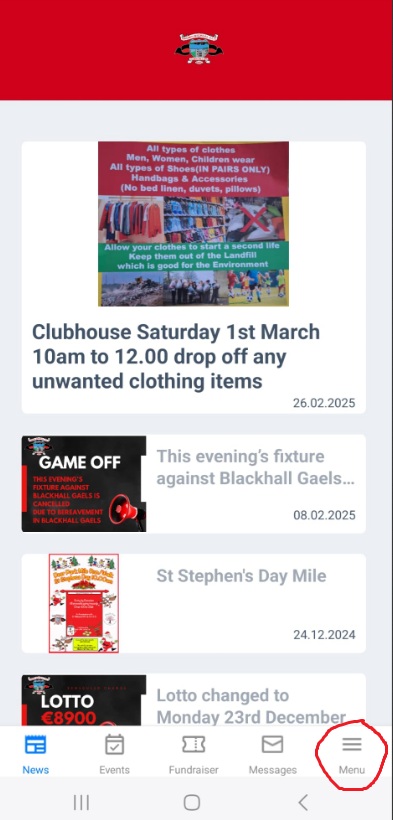 All types of clothes
Men, Women, Children wear
All types of Shoes(IN PAIRS ONLY)
Handbags & Accessories
(No bed linen, duvets, pillows)
Allow your clothes to start a second life
Keep them out of the Landfill
which is good for the Environment
Clubhouse Saturday 1st March
10am to 12.00 drop off any
unwanted clothing items
26.02.2025
GAME OFF
THIS EVENING'S
FIXTURE AGAINST
BLACKHALL GAELS IS
CANCELLED
DUE TO BEREAVEMENT
IN BLACKHALL GAELS
This evening’s fixture
against Blackhall Gaels...
08.02.2025
St Stephen's Day Mile
24.12.2024
LOTTO
€8900
Lotto changed to
Monday 23rd December
News
Events
Fundraiser
Messages
Menu